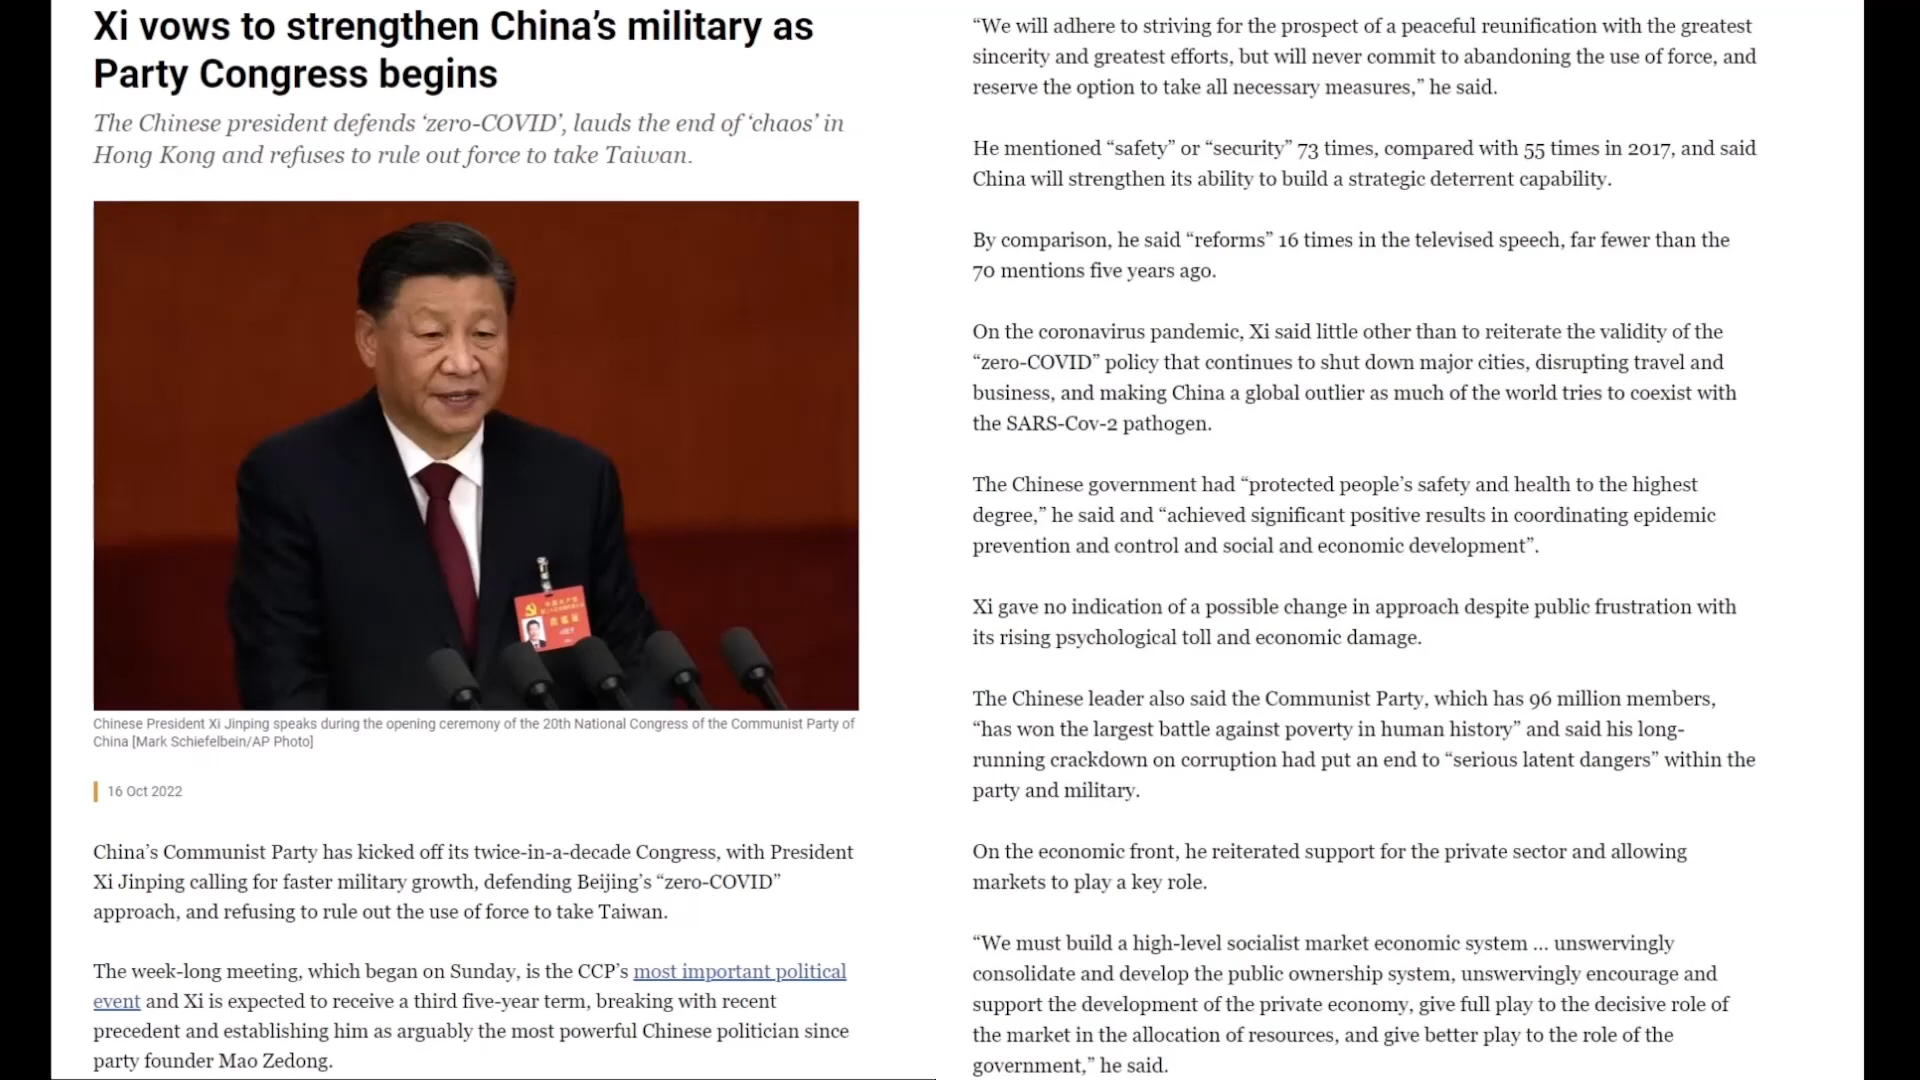 Xi vows to strengthen China’s military as
Party Congress begins
The Chinese president defends ‘zero-COVID’, lauds the end of ‘chaos’ in
Hong Kong and refuses to rule out force to take Taiwan.
Chinese President Xi Jinping speaks during the opening ceremony of the 20th National Congress of the Communist Party of
China [Mark Schiefelbein/AP Photo]
16 Oct 2022
China’s Communist Party has kicked off its twice-in-a-decade Congress, with President
Xi Jinping calling for faster military growth, defending Beijing’s “zero-COVID”
approach, and refusing to rule out the use of force to take Taiwan.
The week-long meeting, which began on Sunday, is the CCP’s most important political
event and Xi is expected to receive a third five-year term, breaking with recent
precedent and establishing him as arguably the most powerful Chinese politician since
party founder Mao Zedong.
“We will adhere to striving for the prospect of a peaceful reunification with the greatest
sincerity and greatest efforts, but will never commit to abandoning the use of force, and
reserve the option to take all necessary measures,” he said.
He mentioned “safety” or “security” 73 times, compared with 55 times in 2017, and said
China will strengthen its ability to build a strategic deterrent capability.
By comparison, he said “reforms” 16 times in the televised speech, far fewer than the
70 mentions five years ago.
On the coronavirus pandemic, Xi said little other than to reiterate the validity of the
“zero-COVID” policy that continues to shut down major cities, disrupting travel and
business, and making China a global outlier as much of the world tries to coexist with
the SARS-Cov-2 pathogen.
The Chinese government had “protected people’s safety and health to the highest
degree,” he said and “achieved significant positive results in coordinating epidemic
prevention and control and social and economic development”.
Xi gave no indication of a possible change in approach despite public frustration with
its rising psychological toll and economic damage.
The Chinese leader also said the Communist Party, which has 96 million members,
“has won the largest battle against poverty in human history” and said his long-
running crackdown on corruption had put an end to “serious latent dangers” within the
party and military.
On the economic front, he reiterated support for the private sector and allowing
markets to play a key role.
“We must build a high-level socialist market economic system ... unswervingly
consolidate and develop the public ownership system, unswervingly encourage and
support the development of the private economy, give full play to the decisive role of
the market in the allocation of resources, and give better play to the role of the
government,” he said.